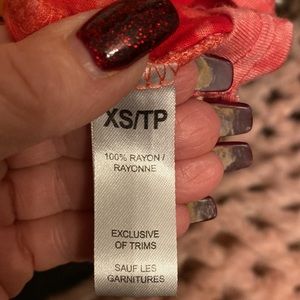 XS/TP
100% RAYON /
RAYONNE
EXCLUSIVE
OF TRIMS
SAUF LES
GARNITURES